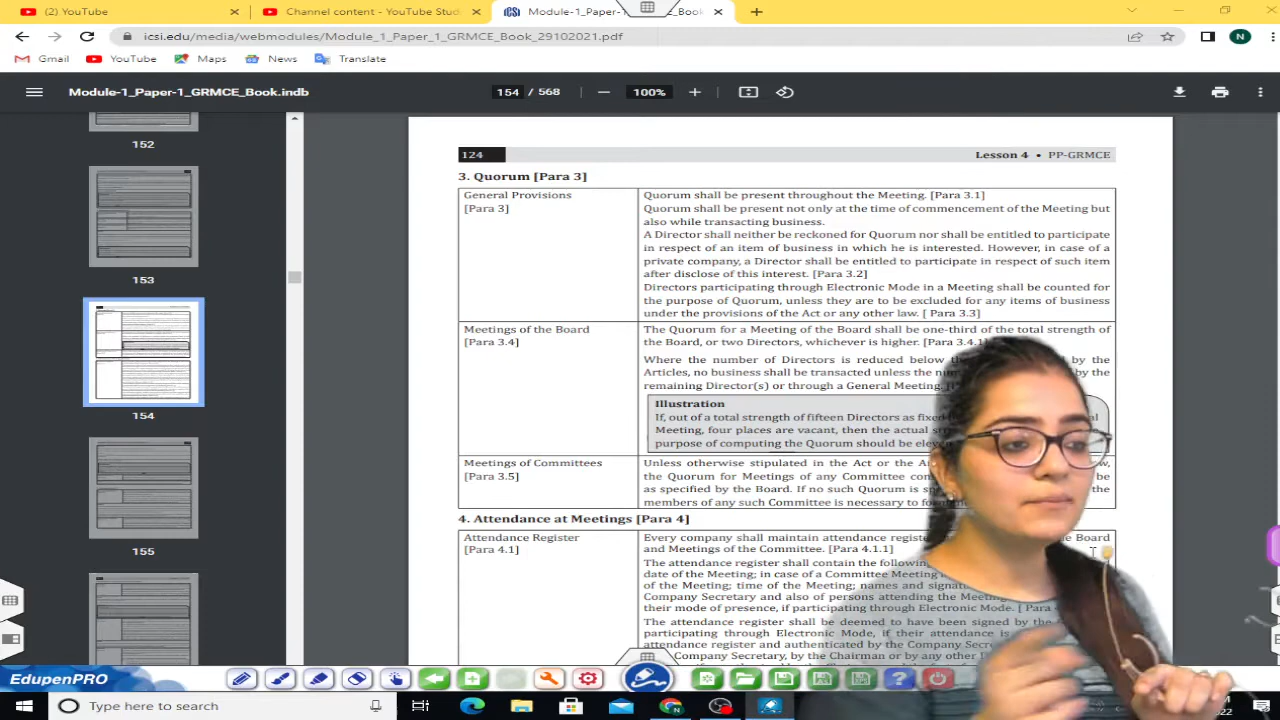 (2) YouTube
Channel content - YouTube Stud
ICSI Module-1_Paper-1_GRMCE_Book_
icsi.edu/media/webmodules/Module_1_Paper_1_GRMCE_Book_29102021.pdf
N
Gmail YouTube Maps News Translate
Module-1_Paper-1_GRMCE_Book.indb
154 / 568
100%
152
153
154
155
124 Lesson 4 • PP-GRMCE
3. Quorum [Para 3]
General Provisions
[Para 3]
Quorum shall be present throughout the Meeting. [Para 3.1]
Quorum shall be present not only at the time of commencement of the Meeting but
also while transacting business.
A Director shall neither be reckoned for Quorum nor shall be entitled to participate
in respect of an item of business in which he is interested. However, in case of a
private company, a Director shall be entitled to participate in respect of such item
after disclose of this interest. [Para 3.2]
Directors participating through Electronic Mode in a Meeting shall be counted for
the purpose of Quorum, unless they are to be excluded for any items of business
under the provisions of the Act or any other law. [ Para 3.3]
Meetings of the Board
[Para 3.4]
The Quorum for a Meeting of the Board shall be one-third of the total strength of
the Board, or two Directors, whichever is higher. [Para 3.4.1]
Where the number of Directors is reduced below the by the
Articles, no business shall be transacted unless the by the
remaining Director(s) or through a General Meeting.
Illustration
If, out of a total strength of fifteen Directors as fixed
Meeting, four places are vacant, then the actual
purpose of computing the Quorum should be
Meetings of Committees
[Para 3.5]
Unless otherwise stipulated in the Act or the
the Quorum for Meetings of any Committee be
as specified by the Board. If no such Quorum is the
members of any such Committee is necessary to
4. Attendance at Meetings [Para 4]
Attendance Register
[Para 4.1]
Every company shall maintain attendance Board
and Meetings of the Committee. [Para 4.1.1]
The attendance register shall contain the following
date of the Meeting; in case of a Committee Meeting
of the Meeting; time of the Meeting; names and
Company Secretary and also of persons attending the
their mode of presence, if participating through Electronic Mode. [
The attendance register shall be deemed to have been signed by the
participating through Electronic Mode, if their attendance is
attendance register and authenticated by the Company
Company Secretary, by the Chairman or by any other
EdupenPRO
Type here to search